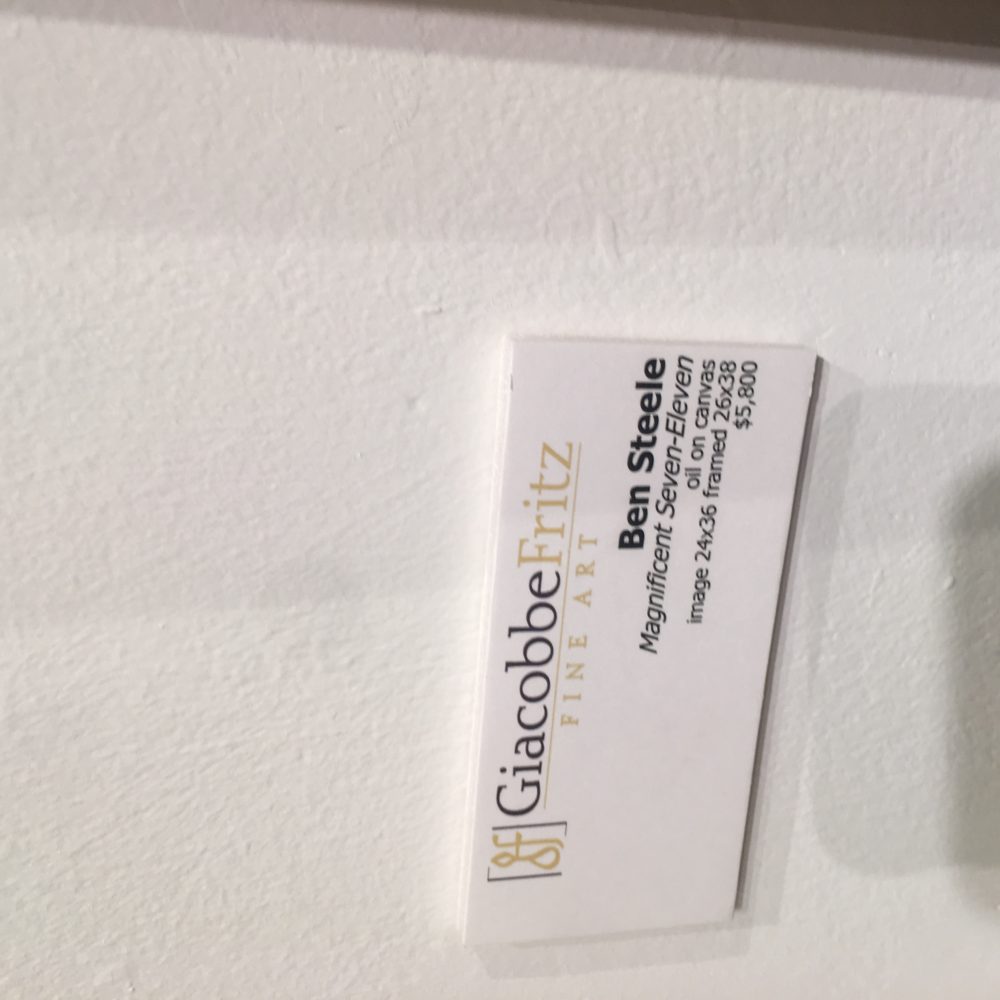 [gf] GiacobbeFritz
FINE ART
Ben Steele
Magnificent Seven-Eleven
oil on canvas
image 24x36 framed 26x38
$5,800